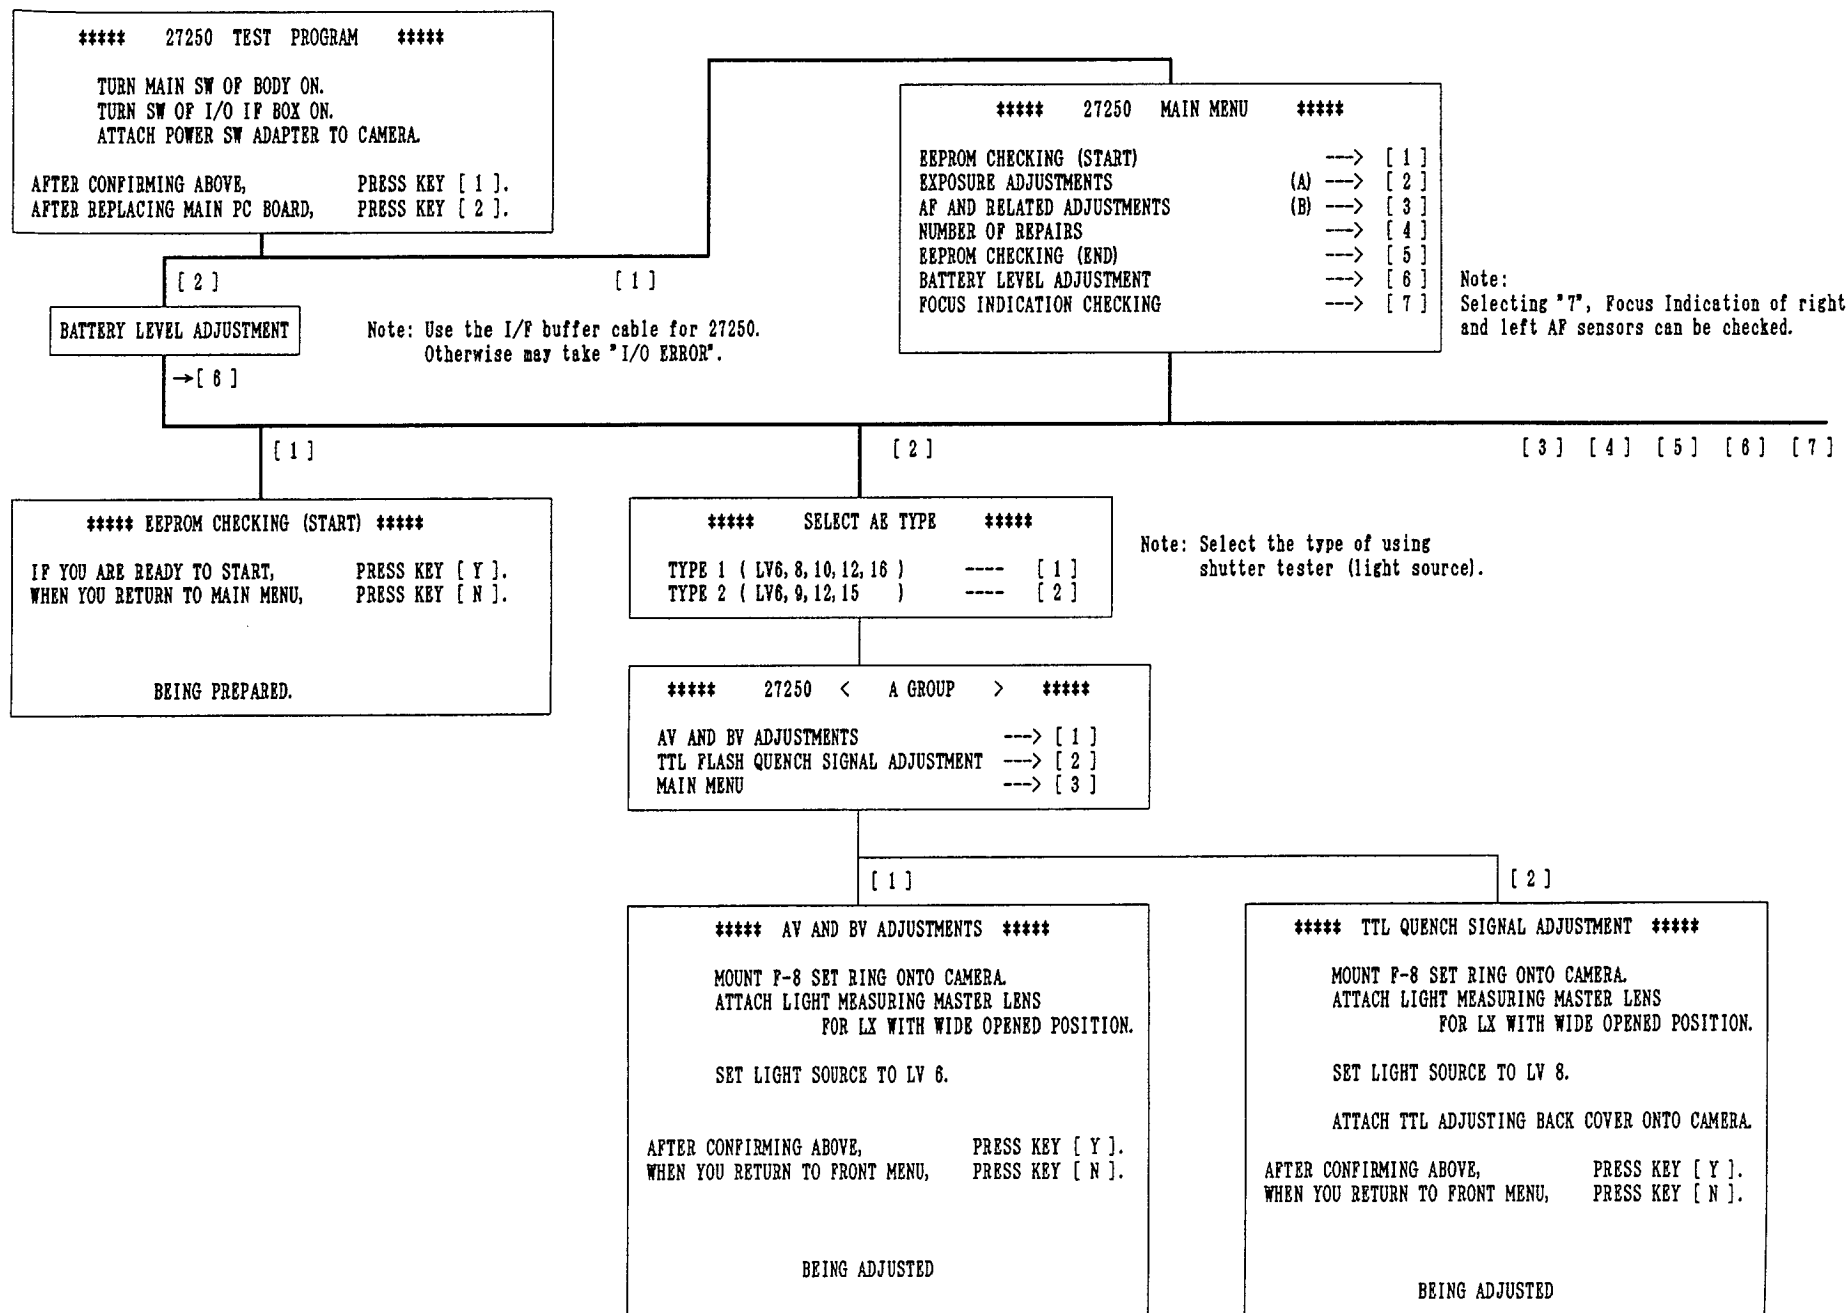 ***** 27250 TEST PROGRAM *****
TURN MAIN SW OF BODY ON.
TURN SW OF I/O IF BOX ON.
ATTACH POWER SW ADAPTER TO CAMERA.
AFTER CONFIRMING ABOVE, PRESS KEY [ 1 ].
AFTER REPLACING MAIN PC BOARD, PRESS KEY [ 2 ].
***** 27250 MAIN MENU *****
EEPROM CHECKING (START) ---> [ 1 ]
EXPOSURE ADJUSTMENTS (A) ---> [ 2 ]
AF AND RELATED ADJUSTMENTS (B) ---> [ 3 ]
NUMBER OF REPAIRS ---> [ 4 ]
EEPROM CHECKING (END) ---> [ 5 ]
BATTERY LEVEL ADJUSTMENT ---> [ 6 ]
FOCUS INDICATION CHECKING ---> [ 7 ]
Note:
Selecting "7", Focus Indication of right
and left AF sensors can be checked.
[ 2 ]
[ 1 ]
BATTERY LEVEL ADJUSTMENT
Note: Use the I/F buffer cable for 27250.
Otherwise may take "I/O ERROR".
→[ 6 ]
[ 1 ]
[ 2 ]
[ 3 ] [ 4 ] [ 5 ] [ 6 ] [ 7 ]
***** EEPROM CHECKING (START) *****
IF YOU ARE READY TO START, PRESS KEY [ Y ].
WHEN YOU RETURN TO MAIN MENU, PRESS KEY [ N ].
BEING PREPARED.
***** SELECT AE TYPE *****
TYPE 1 ( LV6, 8, 10, 12, 16 ) ---- [ 1 ]
TYPE 2 ( LV6, 9, 12, 15 ) ---- [ 2 ]
Note: Select the type of using
shutter tester (light source).
***** 27250 < A GROUP > *****
AV AND BV ADJUSTMENTS ---> [ 1 ]
TTL FLASH QUENCH SIGNAL ADJUSTMENT ---> [ 2 ]
MAIN MENU ---> [ 3 ]
[ 1 ]
[ 2 ]
***** AV AND BV ADJUSTMENTS *****
MOUNT F-8 SET RING ONTO CAMERA.
ATTACH LIGHT MEASURING MASTER LENS
FOR LX WITH WIDE OPENED POSITION.
SET LIGHT SOURCE TO LV 6.
AFTER CONFIRMING ABOVE, PRESS KEY [ Y ].
WHEN YOU RETURN TO FRONT MENU, PRESS KEY [ N ].
BEING ADJUSTED
***** TTL QUENCH SIGNAL ADJUSTMENT *****
MOUNT F-8 SET RING ONTO CAMERA.
ATTACH LIGHT MEASURING MASTER LENS
FOR LX WITH WIDE OPENED POSITION.
SET LIGHT SOURCE TO LV 8.
ATTACH TTL ADJUSTING BACK COVER ONTO CAMERA.
AFTER CONFIRMING ABOVE, PRESS KEY [ Y ].
WHEN YOU RETURN TO FRONT MENU, PRESS KEY [ N ].
BEING ADJUSTED